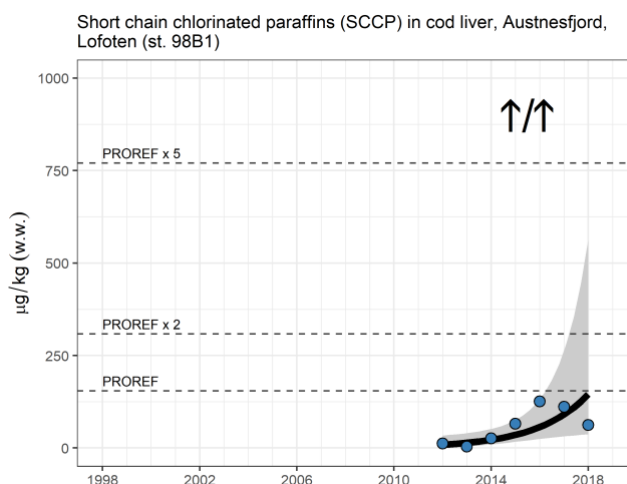 Short chain chlorinated paraffins (SCCP) in cod liver, Austnesfjord,
Lofoten (st. 98B1)
1000
↑/↑
PROREF x 5
750
µg/kg (w.w.)
500
PROREF x 2
250
PROREF
0
1998 2002 2006 2010 2014 2018